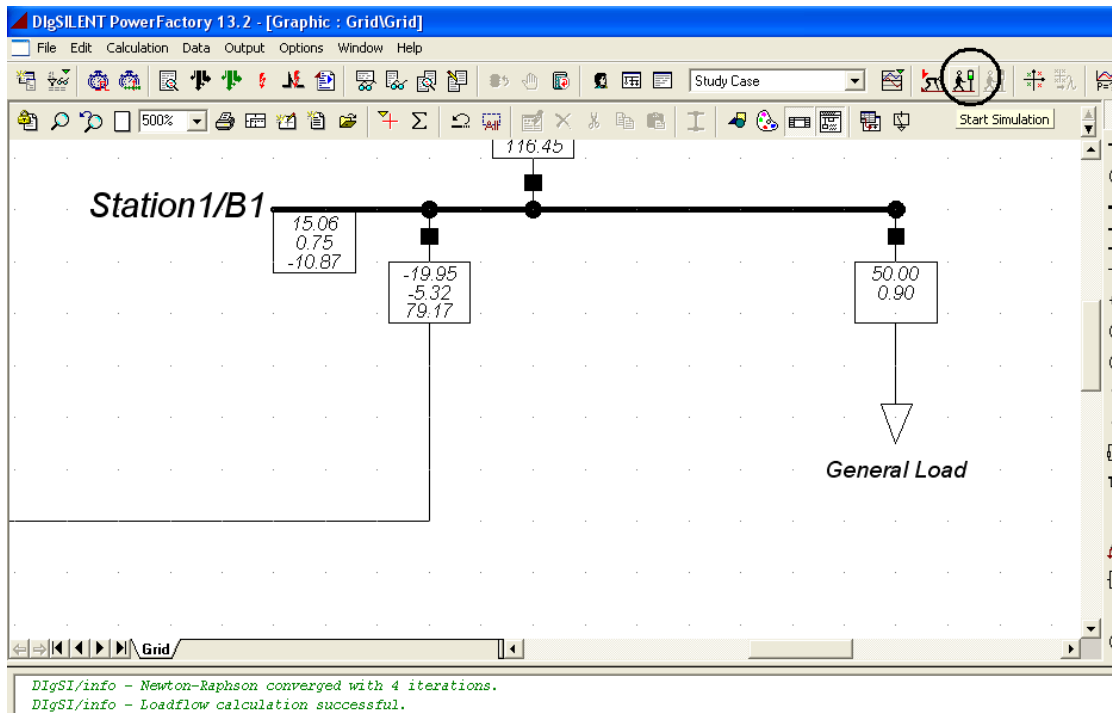 DIgSILENT PowerFactory 13.2 - [Graphic : Grid\Grid]
File Edit Calculation Data Output Options Window Help
Study Case
500%
Start Simulation
116.45
Station1/B1
15.06
0.75
-10.87
-19.95
-5.32
79.17
50.00
0.90
General Load
Grid
DIgSI/info - Newton-Raphson converged with 4 iterations.
DIgSI/info - Loadflow calculation successful.